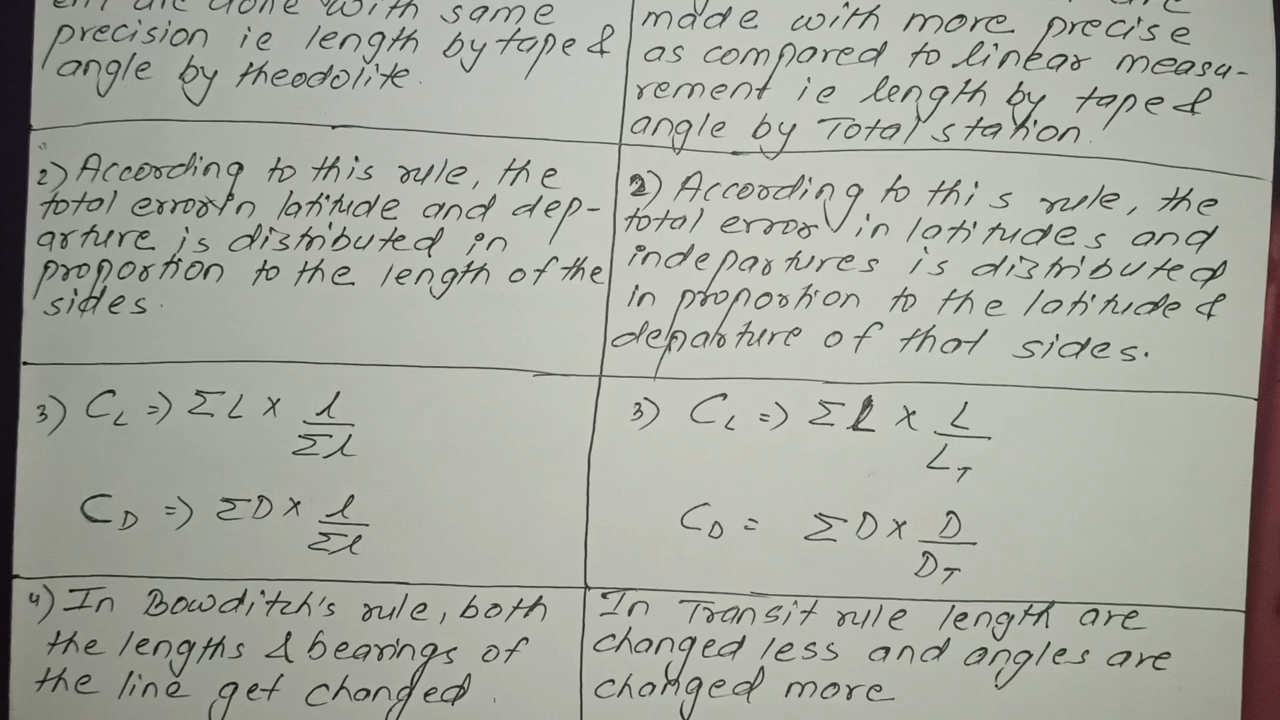 are done with same
precision ie length by tape &
angle by theodolite.
made with more precise
as compared to linear measu-
rement ie length by tape &
angle by Total station.
2) According to this rule, the
total error in latitude and dep-
arture is distributed in
proportion to the length of the
sides.
2) According to this rule, the
total error in latitudes and
indepartures is distributed
in proportion to the latitude &
departure of that sides.
3) CL => ΣL x l
Σl
CD => ΣD x l
Σl
3) CL => ΣL x L
LT
CD = ΣD x D
DT
4) In Bowditch's rule, both
the lengths & bearings of
the line get changed.
In Transit rule length are
changed less and angles are
changed more